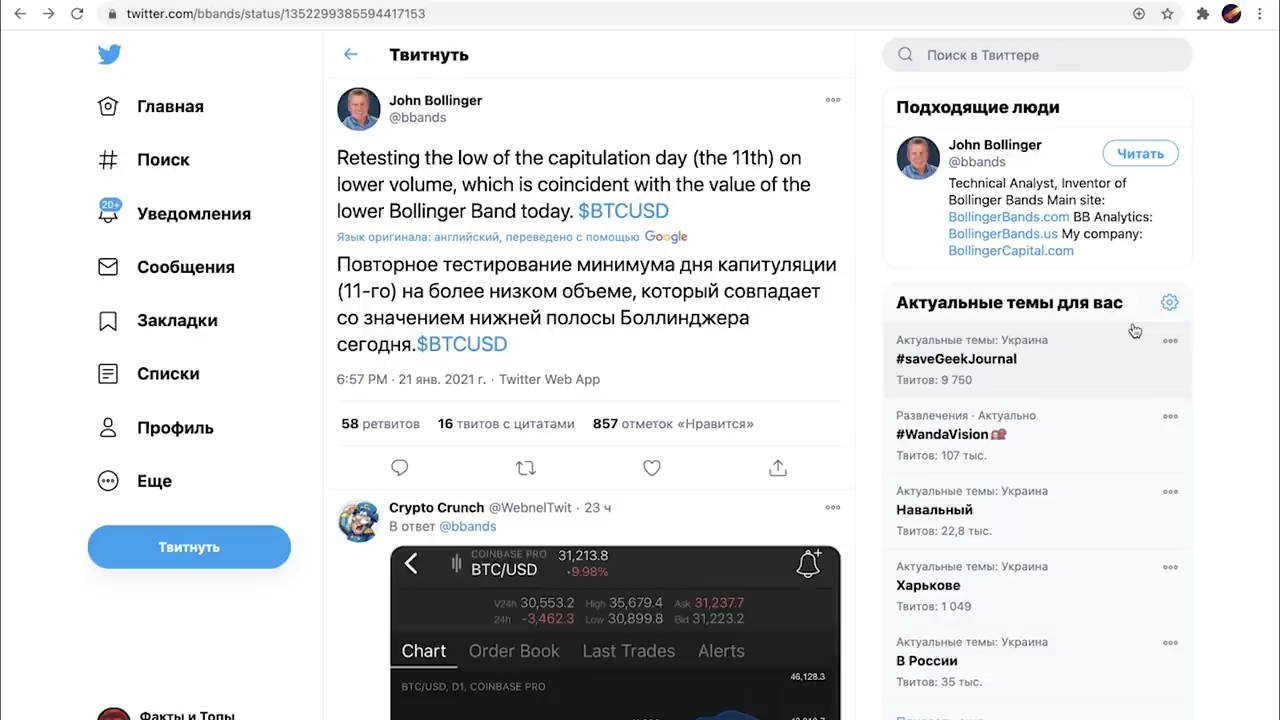 twitter.com/bbands/status/1352299385594417153
Твитнуть
Поиск в Твиттере
Главная
Поиск
20+
Уведомления
Сообщения
Закладки
Списки
Профиль
Еще
Твитнуть
Факты и Топы
John Bollinger
@bbands
Retesting the low of the capitulation day (the 11th) on
lower volume, which is coincident with the value of the
lower Bollinger Band today. $BTCUSD
Язык оригинала: английский, переведено с помощью Google
Повторное тестирование минимума дня капитуляции
(11-го) на более низком объеме, который совпадает
со значением нижней полосы Боллинджера
сегодня.$BTCUSD
6:57 PM · 21 янв. 2021 г. · Twitter Web App
58 ретвитов 16 твитов с цитатами 857 отметок «Нравится»
Crypto Crunch @WebnelTwit · 23 ч
В ответ @bbands
COINBASE PRO 31,213.8
BTC/USD -9.98%
V24h 30,553.2 High 35,679.4 Ask 31,237.7
24h -3,462.3 Low 30,899.8 Bid 31,223.2
Chart Order Book Last Trades Alerts
BTC/USD, D1, COINBASE PRO
46,128.3
Подходящие люди
John Bollinger
@bbands
Читать
Technical Analyst, Inventor of
Bollinger Bands Main site:
BollingerBands.com BB Analytics:
BollingerBands.us My company:
BollingerCapital.com
Актуальные темы для вас
Актуальные темы: Украина
#saveGeekJournal
Твитов: 9 750
Развлечения · Актуально
#WandaVision
Твитов: 107 тыс.
Актуальные темы: Украина
Навальный
Твитов: 22,8 тыс.
Актуальные темы: Украина
Харькове
Твитов: 1 049
Актуальные темы: Украина
В России
Твитов: 35 тыс.